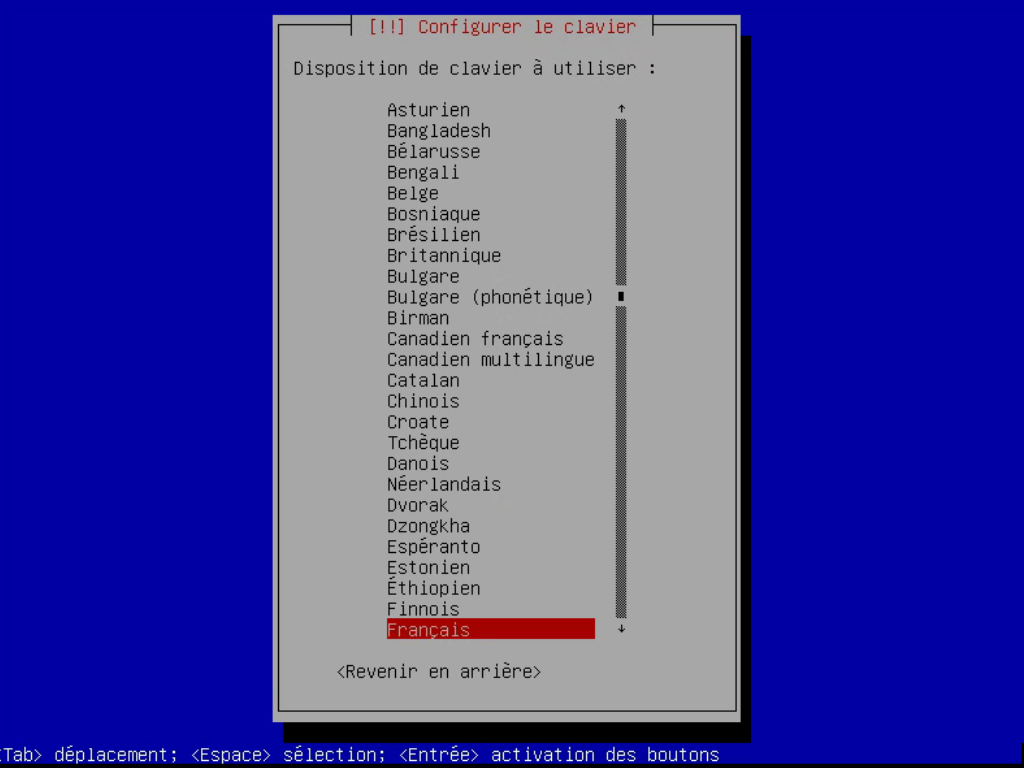 [!!] Configurer le clavier
Disposition de clavier à utiliser :
Asturien
Bangladesh
Bélarusse
Bengali
Belge
Bosniaque
Brésilien
Britannique
Bulgare
Bulgare (phonétique)
Birman
Canadien français
Canadien multilingue
Catalan
Chinois
Croate
Tchèque
Danois
Néerlandais
Dvorak
Dzongkha
Espéranto
Estonien
Éthiopien
Finnois
Français
<Revenir en arrière>
<Tab> déplacement; <Espace> sélection; <Entrée> activation des boutons